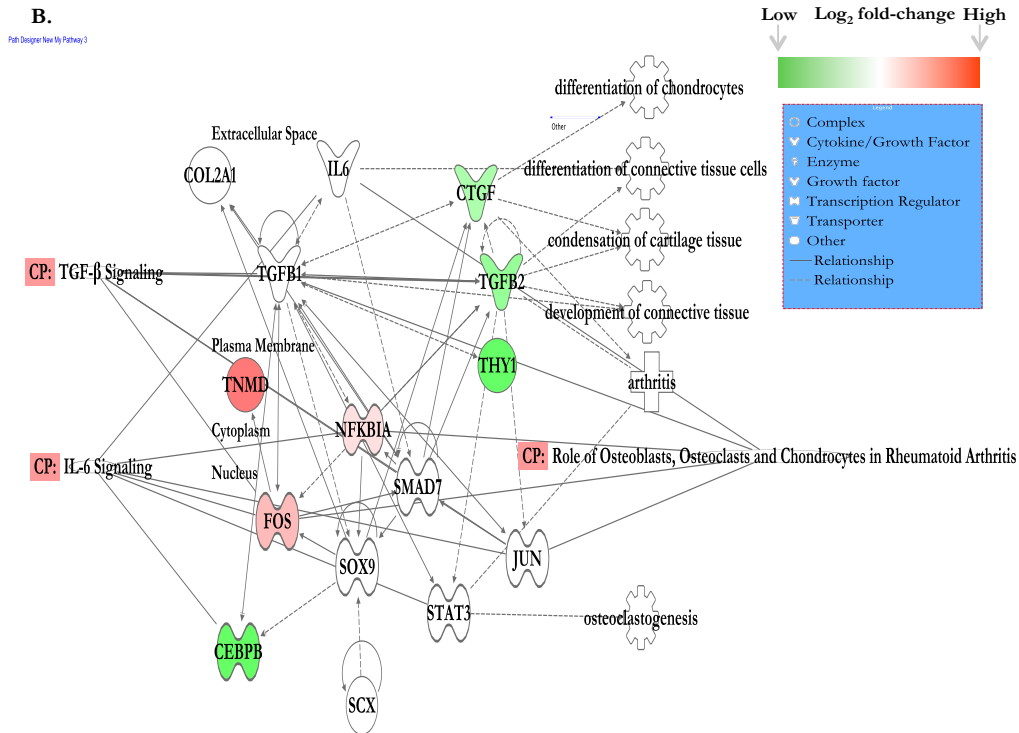 B.
Path Designer New My Pathway 3
Low Log2 fold-change High
Legend
Complex
Cytokine/Growth Factor
Enzyme
Growth factor
Transcription Regulator
Transporter
Other
Relationship
Relationship
differentiation of chondrocytes
Other
Extracellular Space
COL2A1
IL6
CTGF
differentiation of connective tissue cells
condensation of cartilage tissue
CP: TGF-β Signaling
TGFB1
TGFB2
development of connective tissue
Plasma Membrane
THY1
TNMD
arthritis
Cytoplasm
NFKBIA
CP: IL-6 Signaling
Nucleus
CP: Role of Osteoblasts, Osteoclasts and Chondrocytes in Rheumatoid Arthritis
SMAD7
FOS
SOX9
JUN
STAT3
osteoclastogenesis
CEBPB
SCX